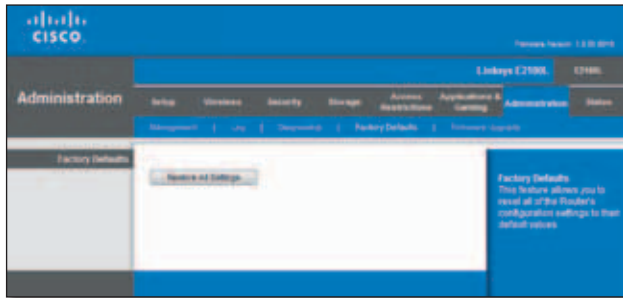 CISCO
Firmware Version: 1.0.00
Linksys E2100L
E2100L
Administration
Setup
Wireless
Security
Storage
Access Restrictions
Applications & Gaming
Administration
Status
Management | Log | Diagnostics | Factory Defaults | Firmware Upgrade
Factory Defaults
Restore All Settings
Factory Defaults
This feature allows you to
reset all of the Router's
configuration settings to their
default values.